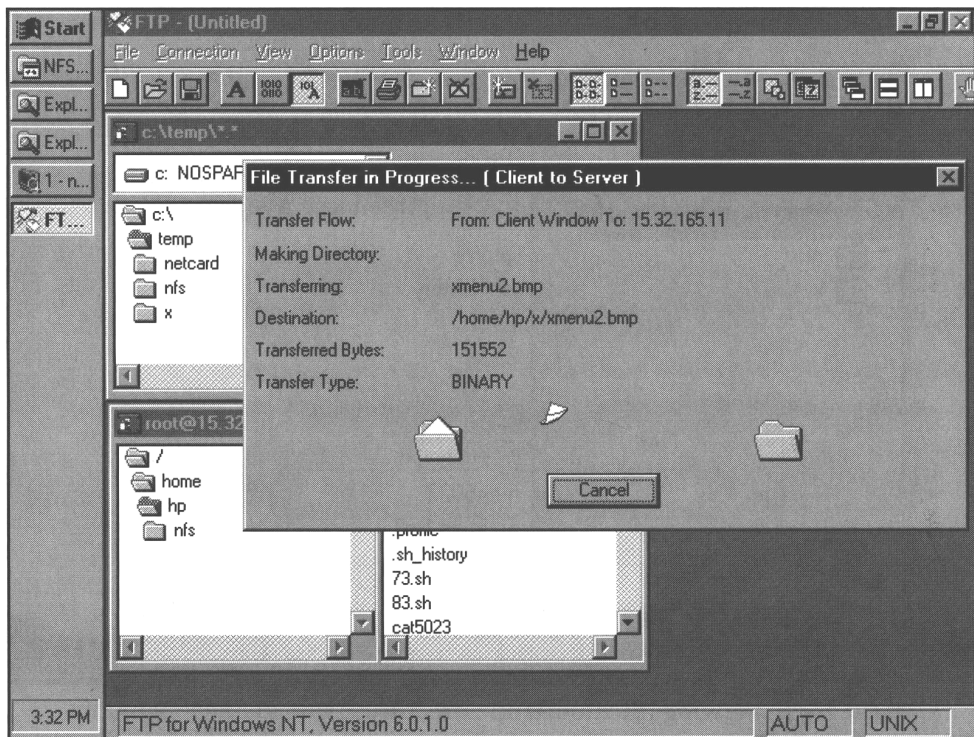 Start
NFS...
Expl...
Expl...
1 - n...
FT...
3:32 PM
FTP - (Untitled)
File Connection View Options Tools Window Help
c:\temp\*.*
c: NOSPAR
c:\
temp
netcard
nfs
x
File Transfer in Progress... ( Client to Server )
Transfer Flow: From: Client Window To: 15.32.165.11
Making Directory:
Transferring: xmenu2.bmp
Destination: /home/hp/x/xmenu2.bmp
Transferred Bytes: 151552
Transfer Type: BINARY
Cancel
root@15.32
/
home
hp
nfs
.profile
.sh_history
73.sh
83.sh
cat5023
FTP for Windows NT, Version 6.0.1.0 AUTO UNIX